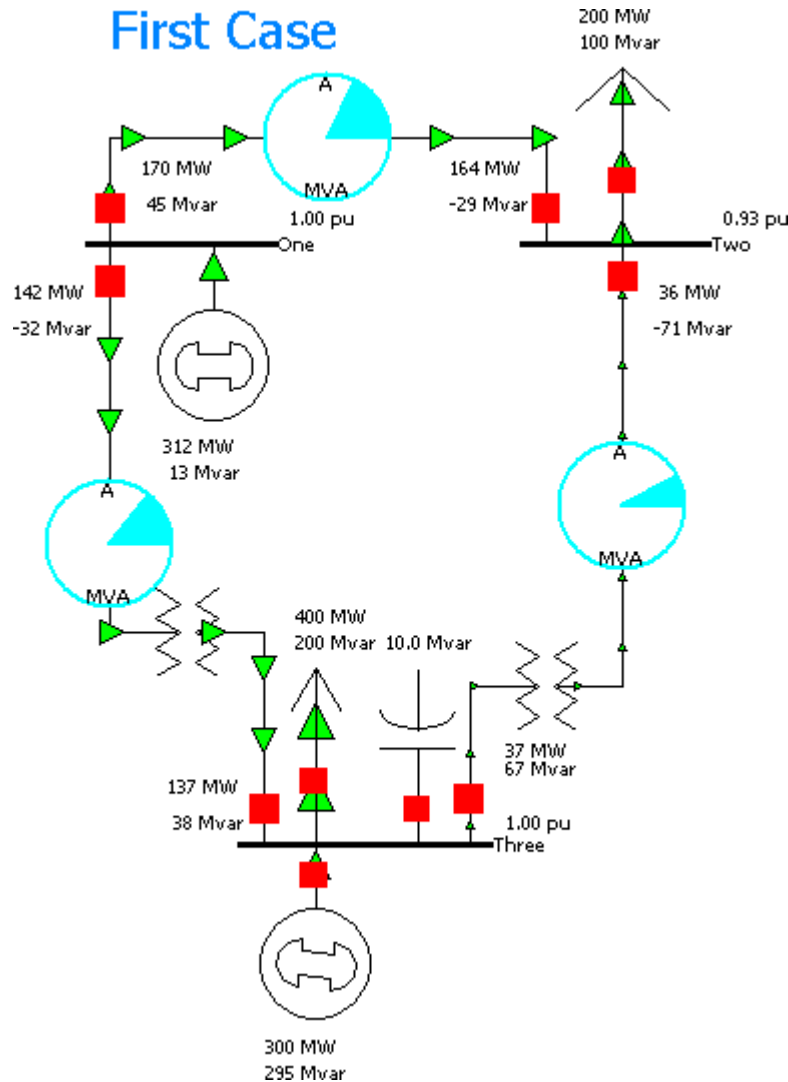 First Case
200 MW
100 Mvar
A
MVA
170 MW
45 Mvar
164 MW
-29 Mvar
1.00 pu
One
0.93 pu
Two
142 MW
-32 Mvar
36 MW
-71 Mvar
312 MW
13 Mvar
A
MVA
A
MVA
400 MW
200 Mvar
10.0 Mvar
37 MW
67 Mvar
137 MW
38 Mvar
1.00 pu
Three
300 MW
295 Mvar